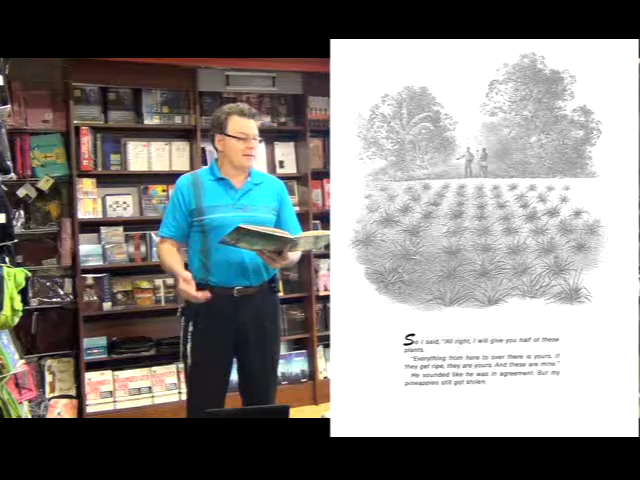 So I said, "All right, I will give you half of these
plants.
"Everything from here to over there is yours. If
they get ripe, they are yours. And these are mine."
He sounded like he was in agreement. But my
pineapples still got stolen.